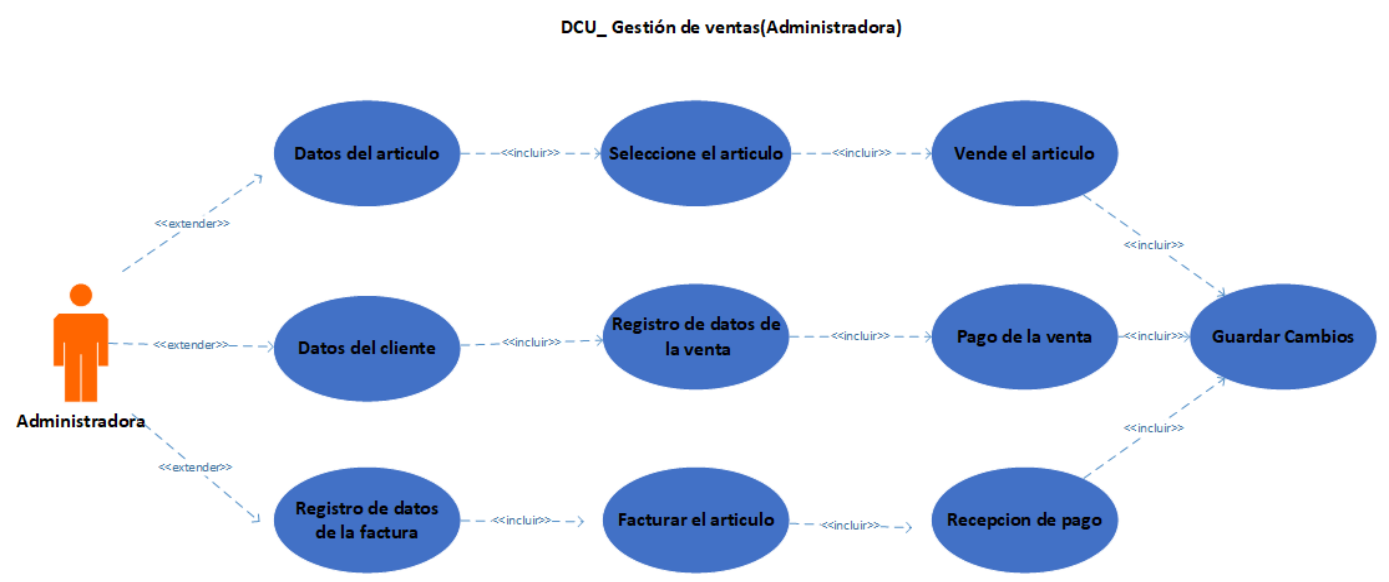 DCU_ Gestión de ventas(Administradora)
Datos del articulo
<<incluir>>
Seleccione el articulo
<<incluir>>
Vende el articulo
<<extender>>
<<incluir>>
<<extender>>
Datos del cliente
<<incluir>>
Registro de datos de
la venta
<<incluir>>
Pago de la venta
<<incluir>>
Guardar Cambios
Administradora
<<incluir>>
<<extender>>
Registro de datos
de la factura
<<incluir>>
Facturar el articulo
<<incluir>>
Recepcion de pago